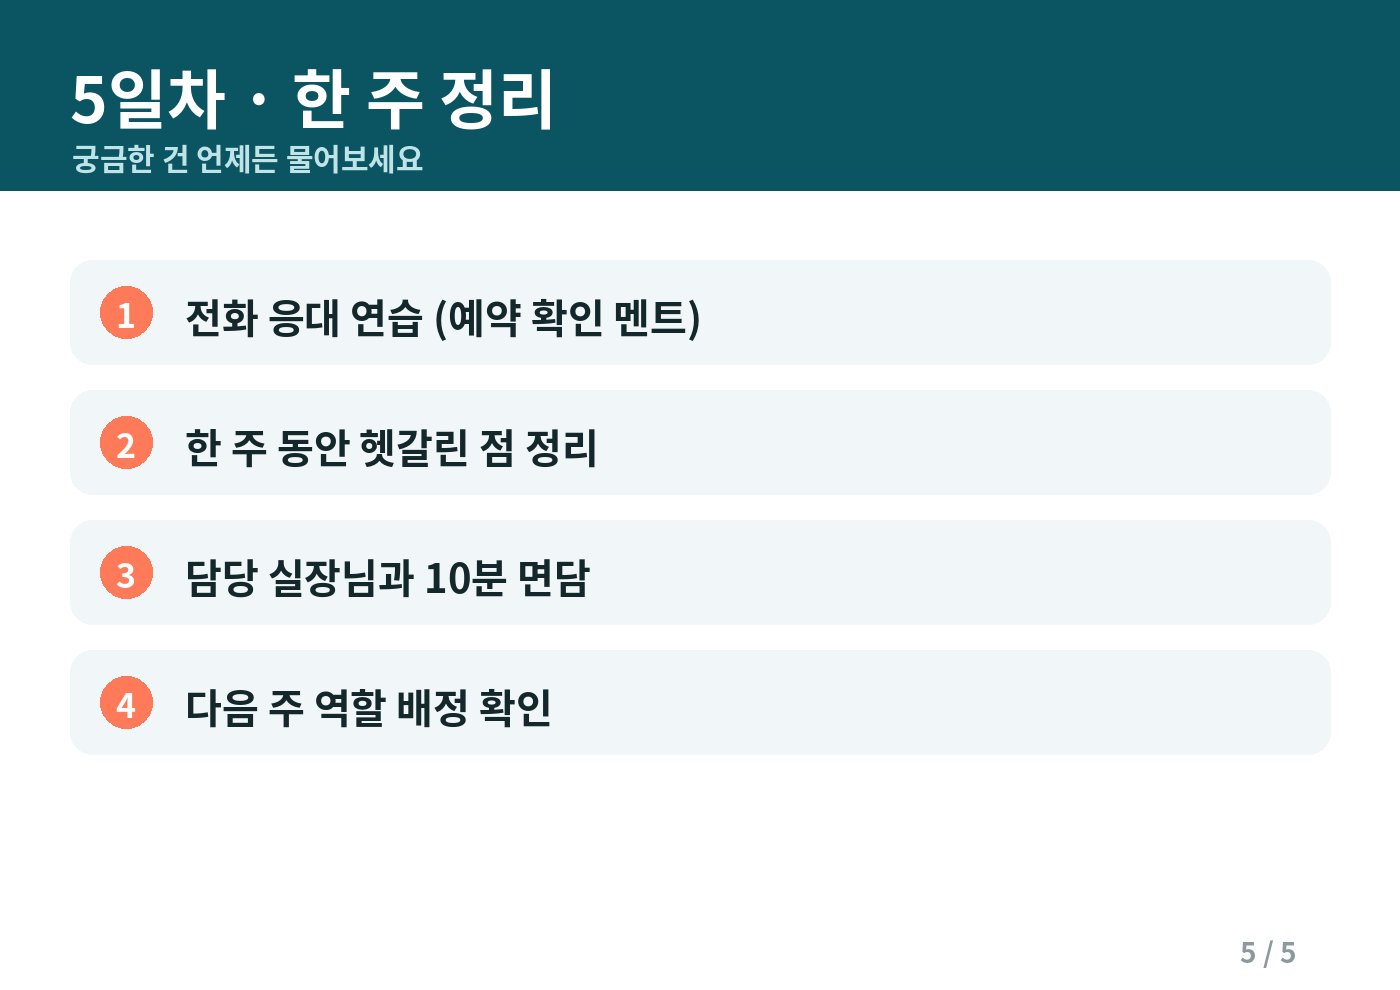 5일차 · 한 주 정리
궁금한 건 언제든 물어보세요
1 전화 응대 연습 (예약 확인 멘트)
2 한 주 동안 헷갈린 점 정리
3 담당 실장님과 10분 면담
4 다음 주 역할 배정 확인
5 / 5